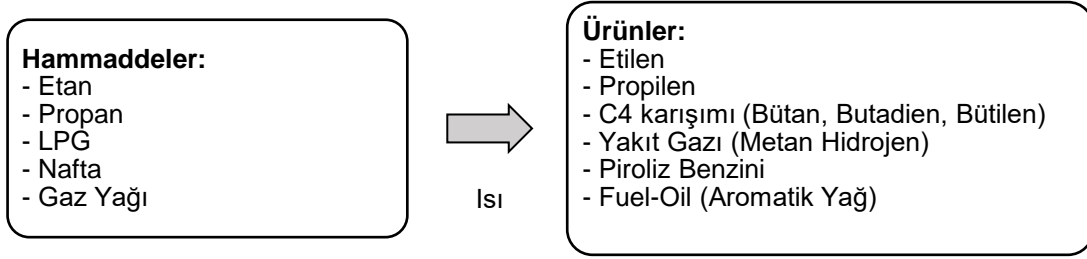 Hammaddeler:
- Etan
- Propan
- LPG
- Nafta
- Gaz Yağı
Isı
Ürünler:
- Etilen
- Propilen
- C4 karışımı (Bütan, Butadien, Bütilen)
- Yakıt Gazı (Metan Hidrojen)
- Piroliz Benzini
- Fuel-Oil (Aromatik Yağ)